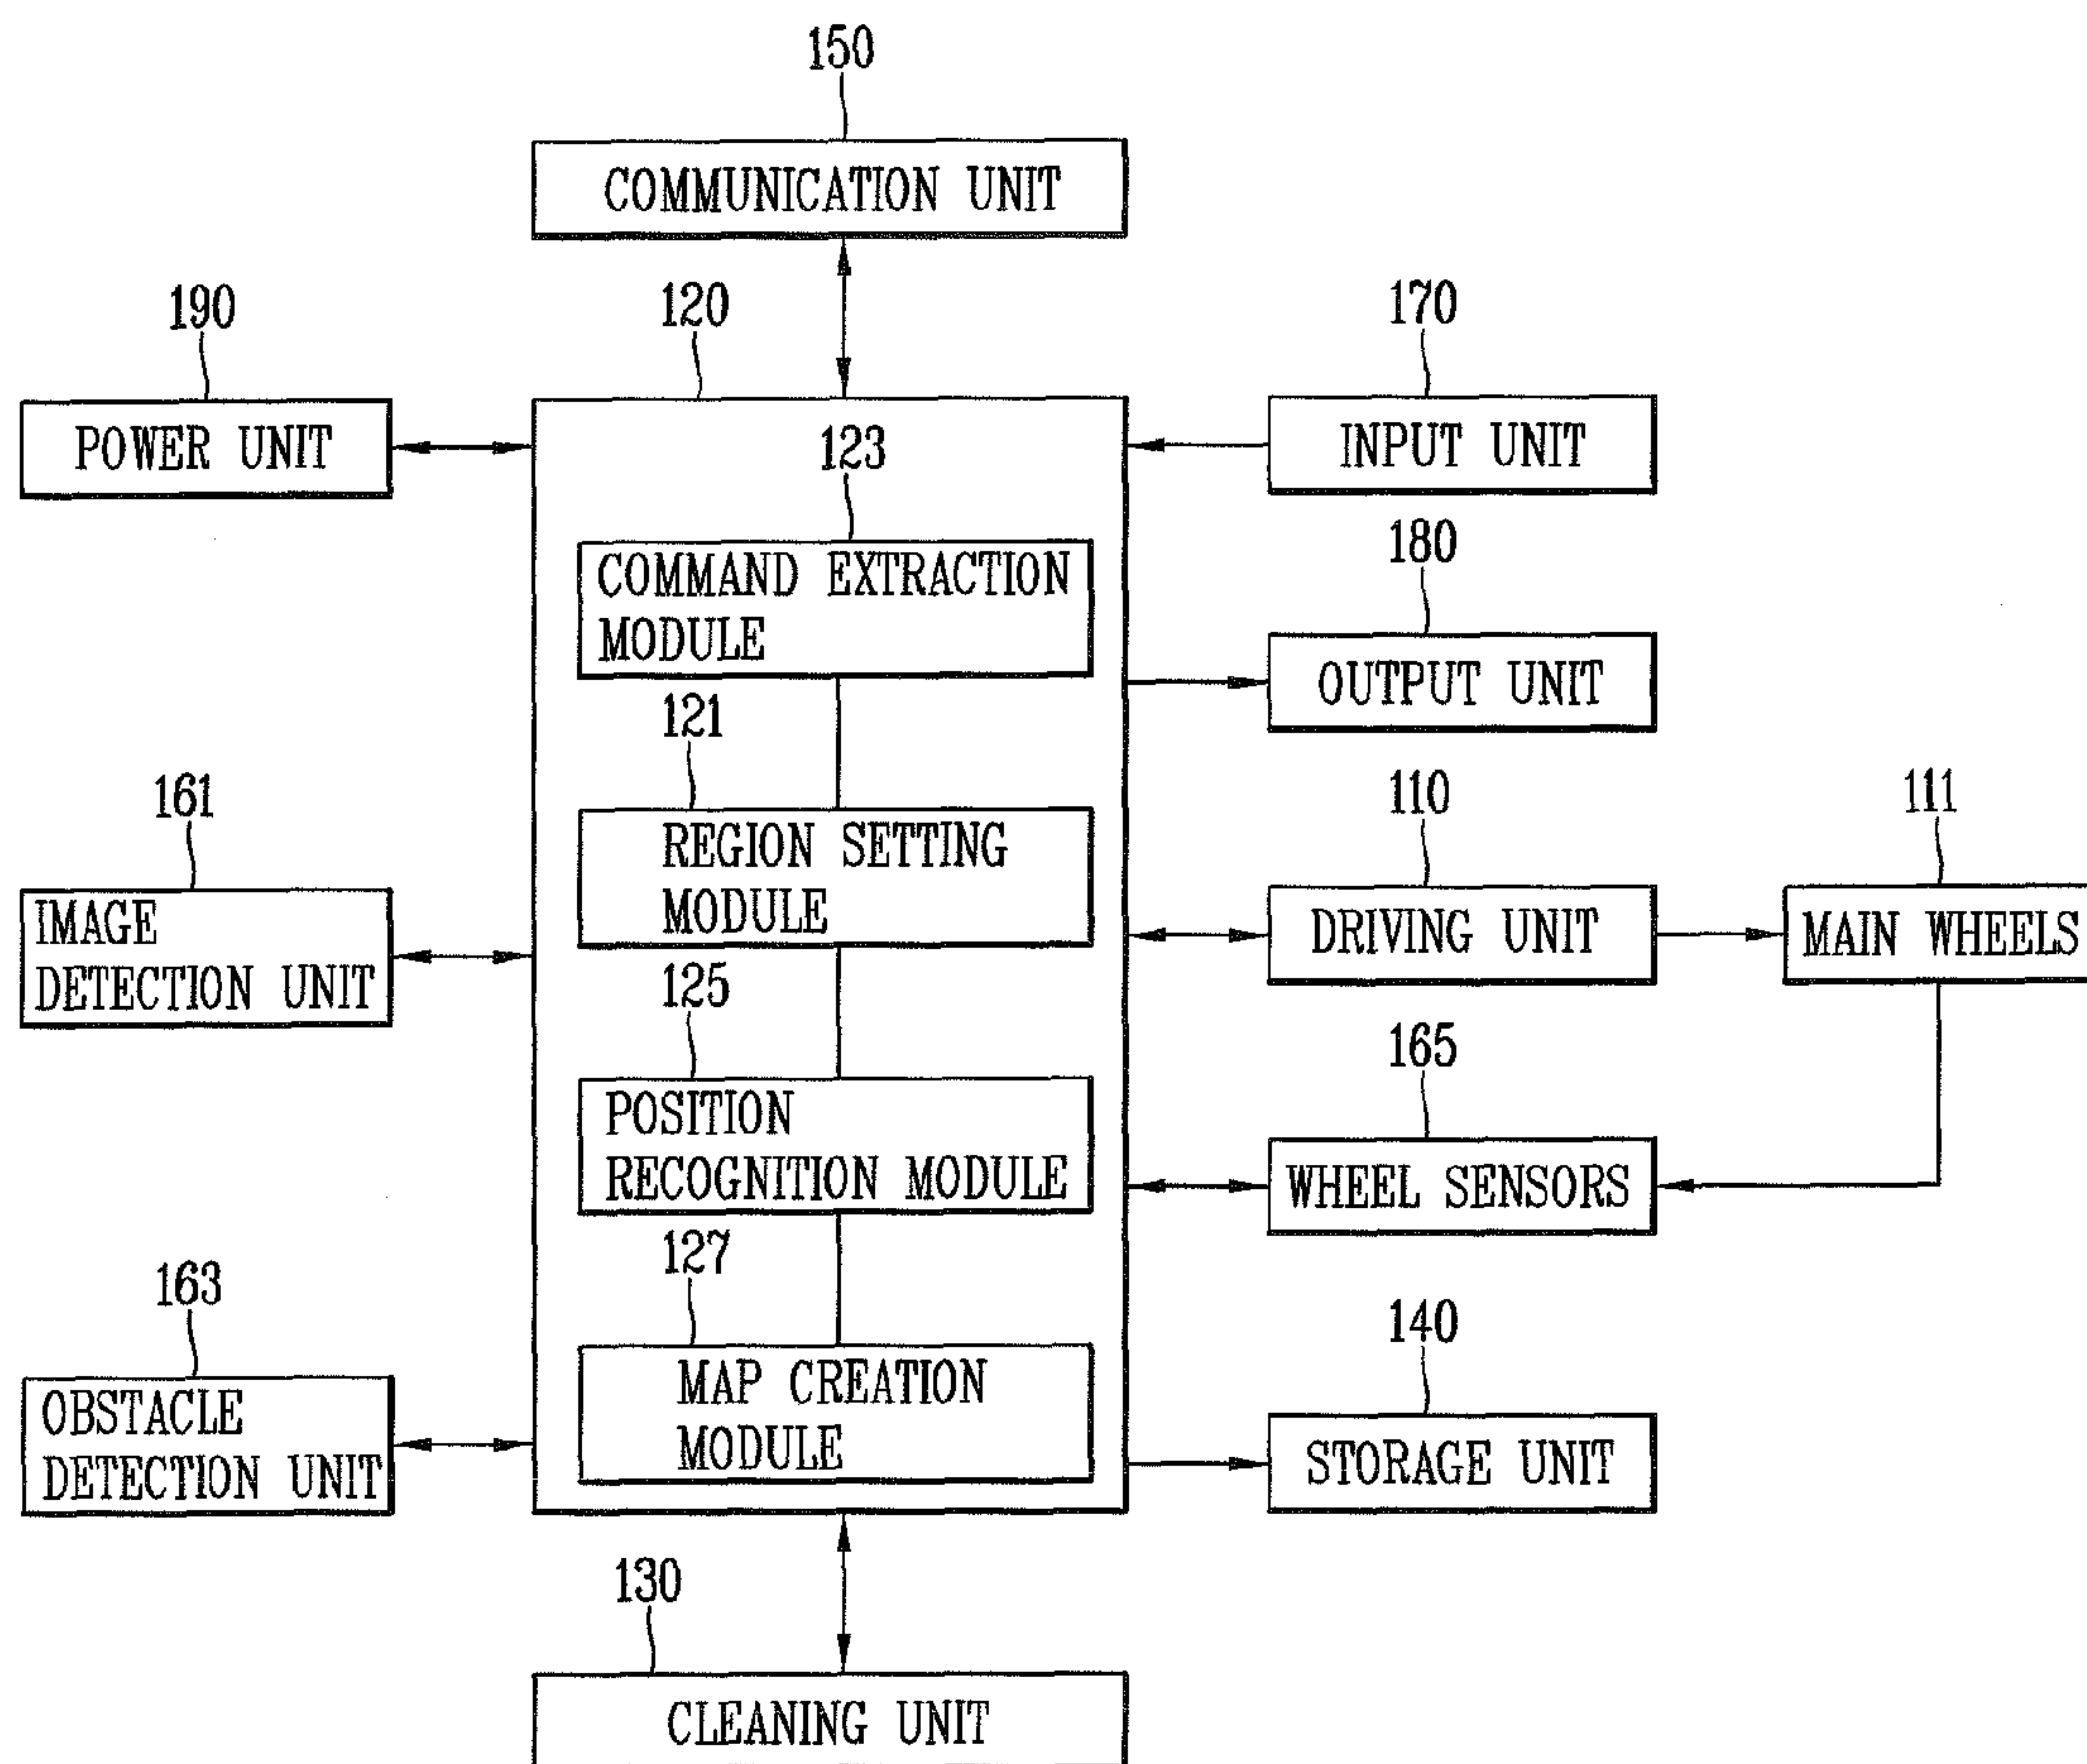 150
COMMUNICATION UNIT
190
120
170
POWER UNIT
123
INPUT UNIT
COMMAND EXTRACTION
MODULE
180
OUTPUT UNIT
121
161
REGION SETTING
MODULE
110
111
IMAGE
DETECTION UNIT
DRIVING UNIT
MAIN WHEELS
125
165
POSITION
RECOGNITION MODULE
WHEEL SENSORS
127
163
140
OBSTACLE
DETECTION UNIT
MAP CREATION
MODULE
STORAGE UNIT
130
CLEANING UNIT